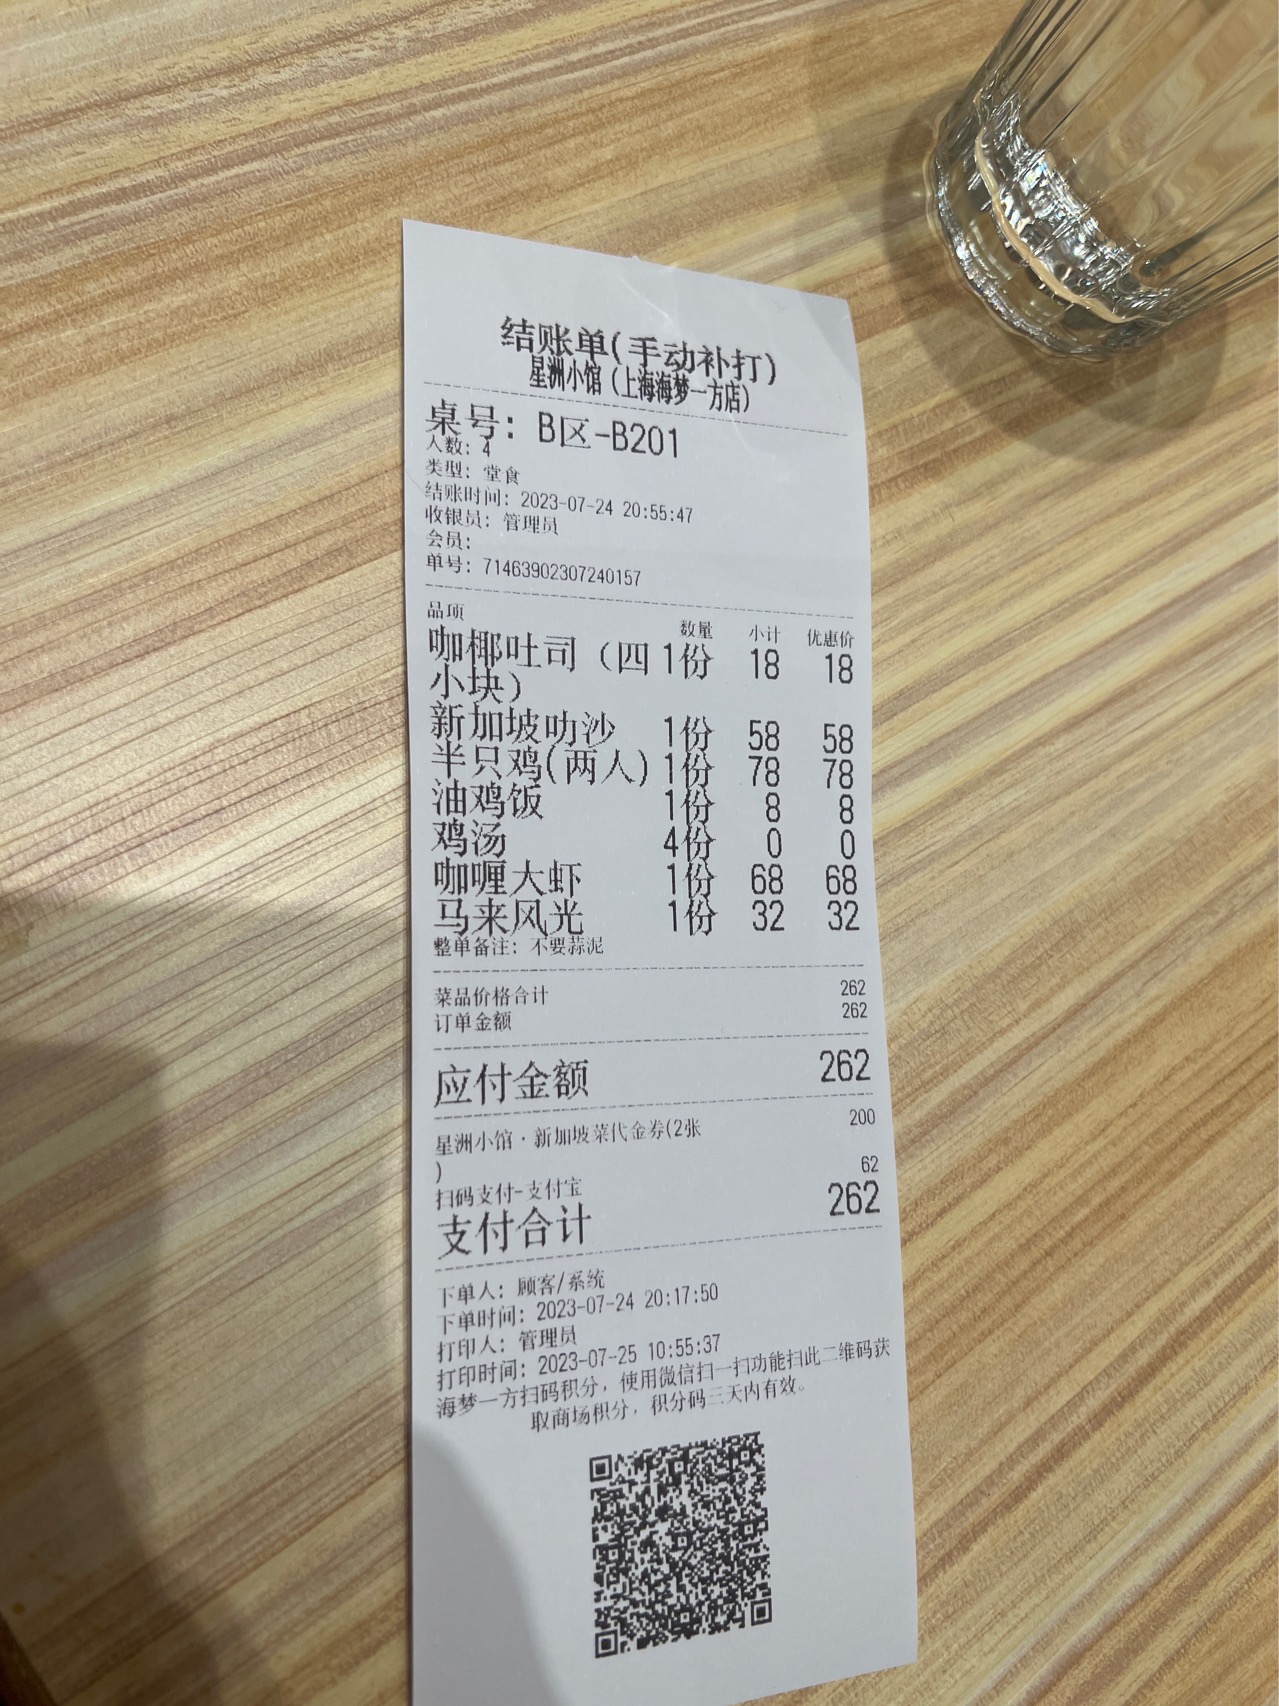 结账单(手动补打)
星洲小馆（上海海梦一方店）
桌号：B区-B201
人数：4
类型：堂食
结账时间：2023-07-24 20:55:47
收银员：管理员
会员：
单号：71463902307240157
品项 数量 小计 优惠价
咖椰吐司（四 1份 18 18
小块）
新加坡叻沙 1份 58 58
半只鸡(两人) 1份 78 78
油鸡饭 1份 8 8
鸡汤 4份 0 0
咖喱大虾 1份 68 68
马来风光 1份 32 32
整单备注：不要蒜泥
菜品价格合计 262
订单金额 262
应付金额 262
星洲小馆·新加坡菜代金券(2张 200
)
扫码支付-支付宝 62
支付合计 262
下单人：顾客/系统
下单时间：2023-07-24 20:17:50
打印人：管理员
打印时间：2023-07-25 10:55:37
海梦一方扫码积分，使用微信扫一扫功能扫此二维码获
取商场积分，积分码三天内有效。